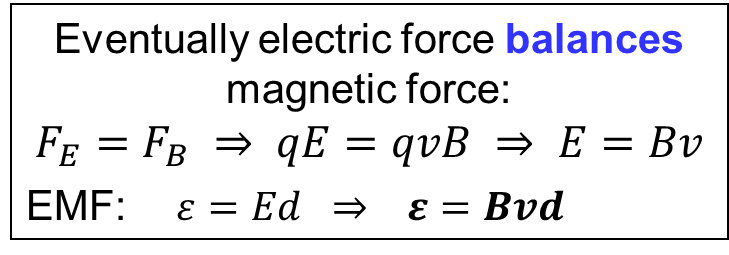 Eventually electric force balances
magnetic force:
F_E = F_B ⇒ qE = qvB ⇒ E = Bv
EMF: ε = Ed ⇒ ε = Bvd